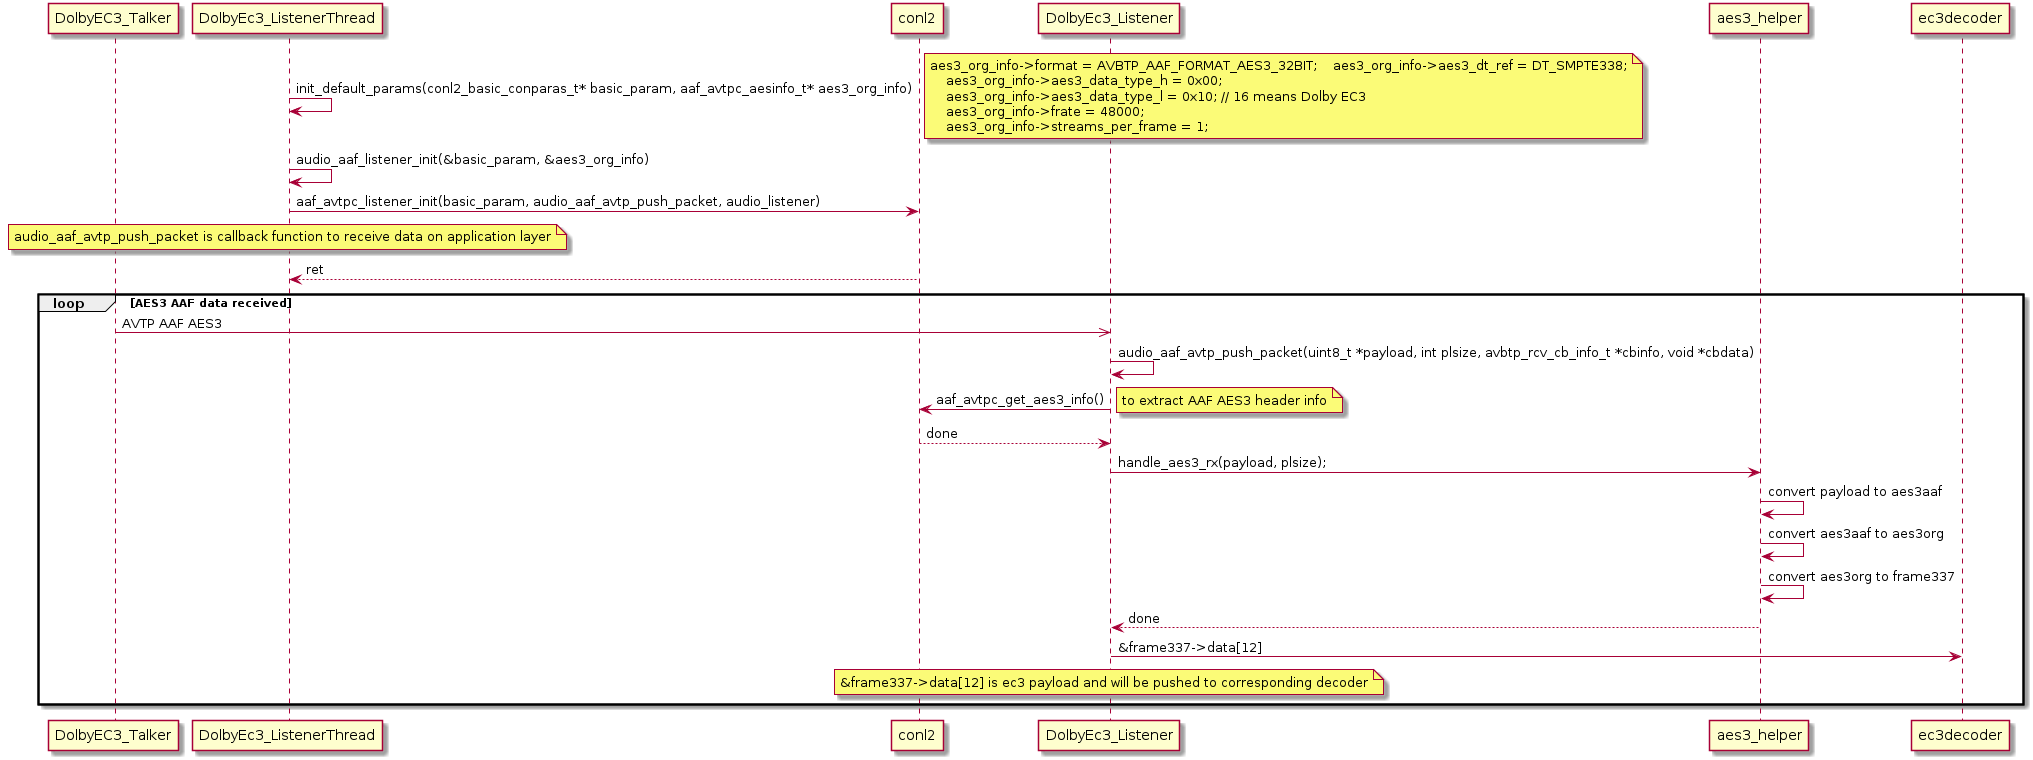 DolbyEC3_Talker
DolbyEc3_ListenerThread
conl2
DolbyEc3_Listener
aes3_helper
ec3decoder
init_default_params(conl2_basic_conparas_t* basic_param, aaf_avtpc_aesinfo_t* aes3_org_info)
aes3_org_info->format = AVBTP_AAF_FORMAT_AES3_32BIT;    aes3_org_info->aes3_dt_ref = DT_SMPTE338;
aes3_org_info->aes3_data_type_h = 0x00;
aes3_org_info->aes3_data_type_l = 0x10; // 16 means Dolby EC3
aes3_org_info->frate = 48000;
aes3_org_info->streams_per_frame = 1;
audio_aaf_listener_init(&basic_param, &aes3_org_info)
aaf_avtpc_listener_init(basic_param, audio_aaf_avtp_push_packet, audio_listener)
audio_aaf_avtp_push_packet is callback function to receive data on application layer
ret
loop [AES3 AAF data received]
AVTP AAF AES3
audio_aaf_avtp_push_packet(uint8_t *payload, int plsize, avbtp_rcv_cb_info_t *cbinfo, void *cbdata)
aaf_avtpc_get_aes3_info()
to extract AAF AES3 header info
done
handle_aes3_rx(payload, plsize);
convert payload to aes3aaf
convert aes3aaf to aes3org
convert aes3org to frame337
done
&frame337->data[12]
&frame337->data[12] is ec3 payload and will be pushed to corresponding decoder
DolbyEC3_Talker
DolbyEc3_ListenerThread
conl2
DolbyEc3_Listener
aes3_helper
ec3decoder